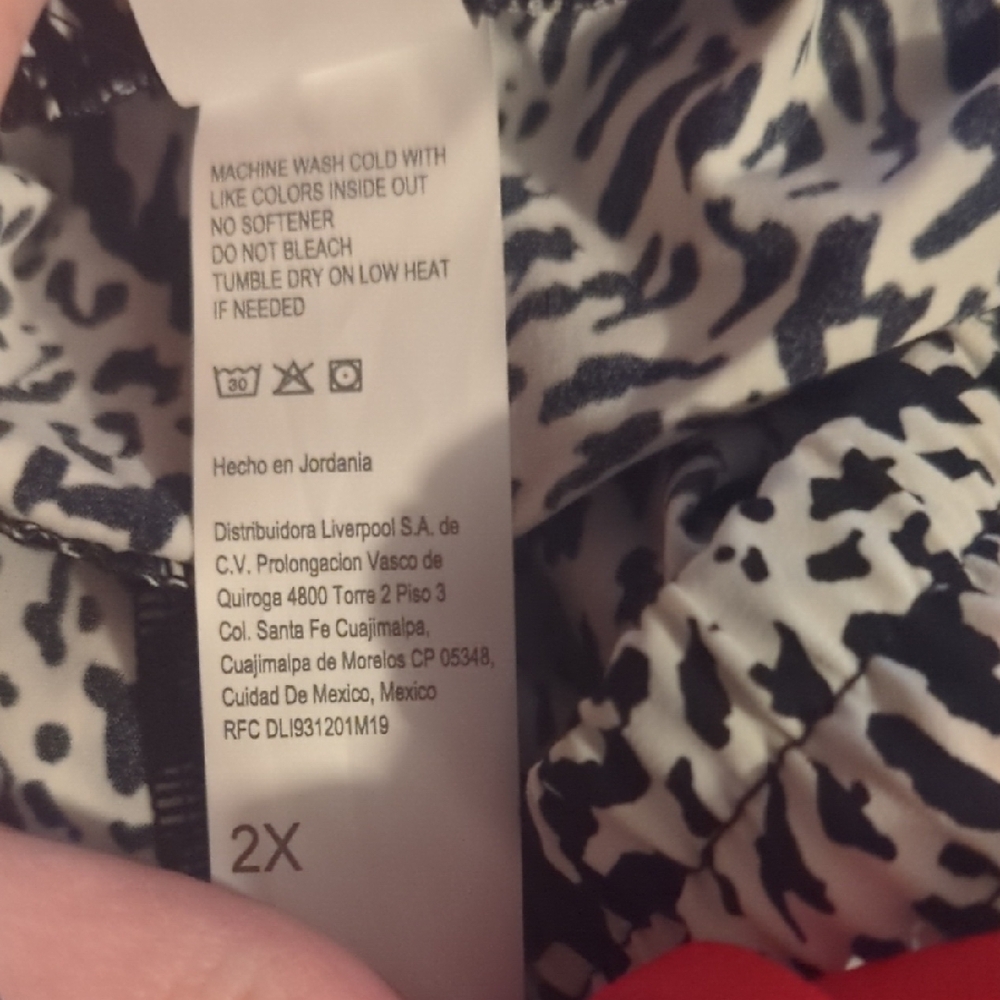 MACHINE WASH COLD WITH
LIKE COLORS INSIDE OUT
NO SOFTENER
DO NOT BLEACH
TUMBLE DRY ON LOW HEAT
IF NEEDED
30
Hecho en Jordania
Distribuidora Liverpool S.A. de
C.V. Prolongacion Vasco de
Quiroga 4800 Torre 2 Piso 3
Col. Santa Fe Cuajimalpa,
Cuajimalpa de Morelos CP 05348,
Cuidad De Mexico, Mexico
RFC DLI931201M19
2X